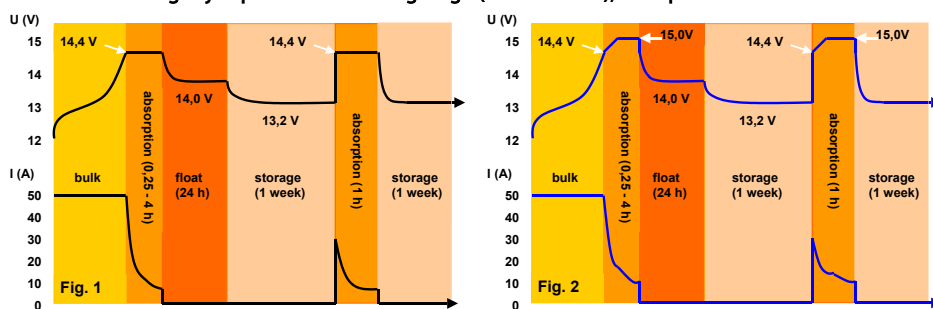 U (V)
15
14
13
12
I (A)
50
40
30
20
10
0
14,4 V
14,0 V
13,2 V
14,4 V
bulk
absorption (0,25 - 4 h)
float
(24 h)
storage
(1 week)
absorption (1 h)
storage
(1 week)
Fig. 1
U (V)
15
14
13
12
I (A)
50
40
30
20
10
0
14,4 V
15,0V
14,0 V
13,2 V
14,4 V
15,0V
bulk
absorption (0,25 - 4 h)
float
(24 h)
storage
(1 week)
absorption (1 h)
storage
(1 week)
Fig. 2